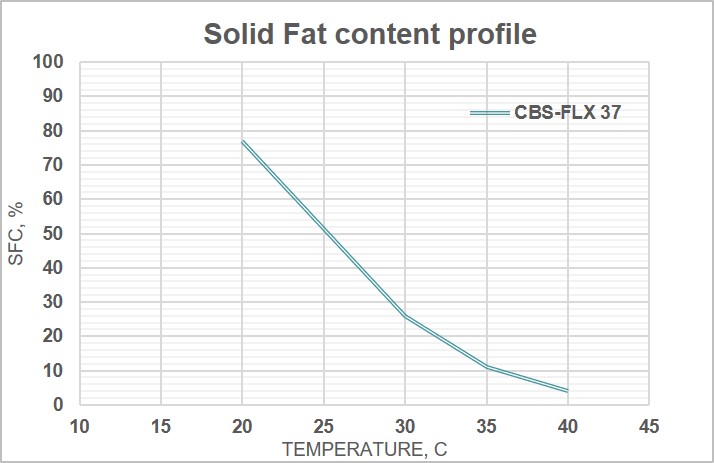 Solid Fat content profile
100
90
80
70
60
50
40
30
20
10
0
SFC, %
CBS-FLX 37
10 15 20 25 30 35 40 45
TEMPERATURE, C